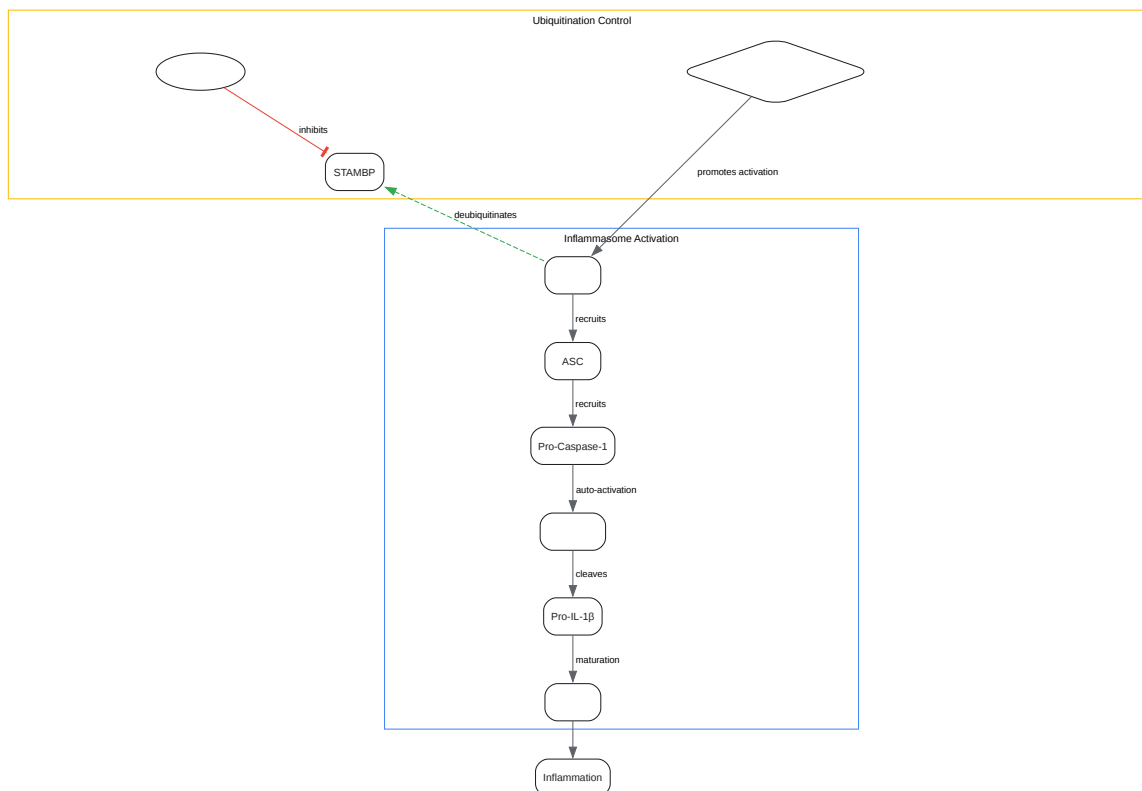 Ubiquitination Control
inhibits
STAMBP
promotes activation
deubiquitinates
Inflammasome Activation
recruits
ASC
recruits
Pro-Caspase-1
auto-activation
cleaves
Pro-IL-1β
maturation
Inflammation